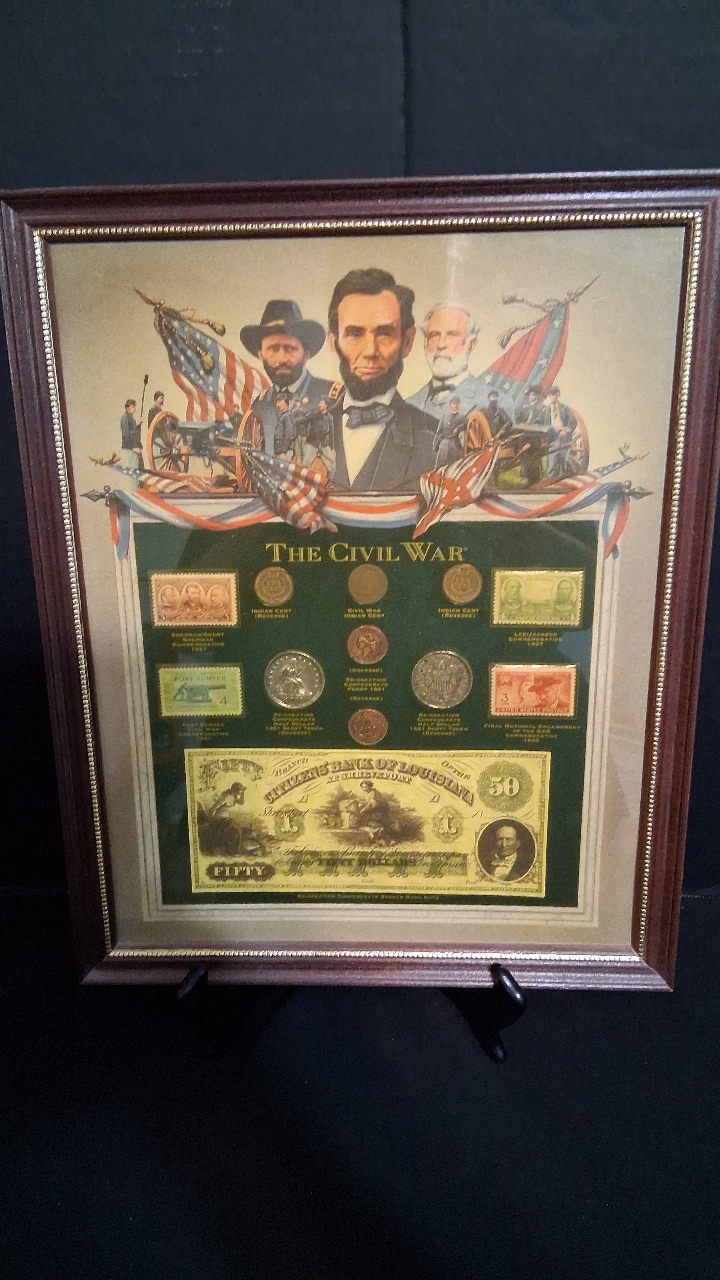 THE CIVIL WAR
INDIAN CENT
(REVERSE)
CIVIL WAR
INDIAN CENT
INDIAN CENT
(REVERSE)
SHERMAN/GRANT
SHERIDAN
COMMEMORATIVE
1937
LEE/JACKSON
COMMEMORATIVE
1937
(OBVERSE)
RE-CREATION
CONFEDERATE
PENNY 1861
(REVERSE)
FORT SUMTER
4
3
UNITED STATES POSTAGE
FORT SUMTER
CIVIL WAR
COMMEMORATIVE
1961
RE-CREATION
CONFEDERATE
HALF DOLLAR
1861 SCOTT TOKEN
(OBVERSE)
RE-CREATION
CONFEDERATE
HALF DOLLAR
1861 SCOTT TOKEN
(REVERSE)
FINAL NATIONAL ENCAMPMENT
OF THE GAR
COMMEMORATIVE
FIFTY
CITIZENS' BANK OF LOUISIANA
AT SHREVEPORT
50
Shreveport
FIFTY DOLLARS
FIFTY
RE-CREATION CONFEDERATE BROKEN BANK NOTE